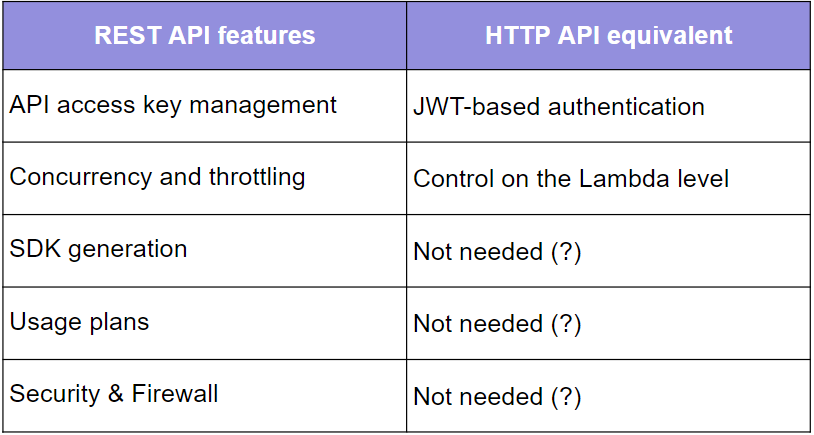 REST API features
HTTP API equivalent
API access key management
JWT-based authentication
Concurrency and throttling
Control on the Lambda level
SDK generation
Not needed (?)
Usage plans
Not needed (?)
Security & Firewall
Not needed (?)